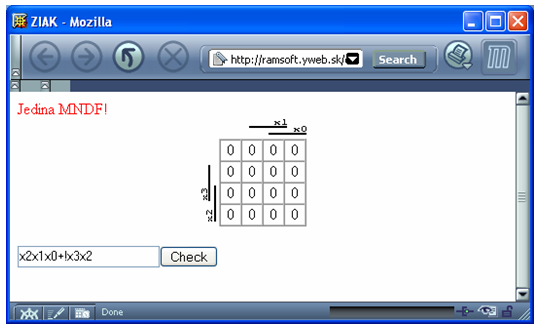 ZIAK - Mozilla
http://ramsoft.yweb.sk/
Search
Jedina MNDF!
x1
x0
0 0 0 0
0 0 0 0
x3
0 0 0 0
x2
0 0 0 0
x2x1x0+!x3x2
Check
Done